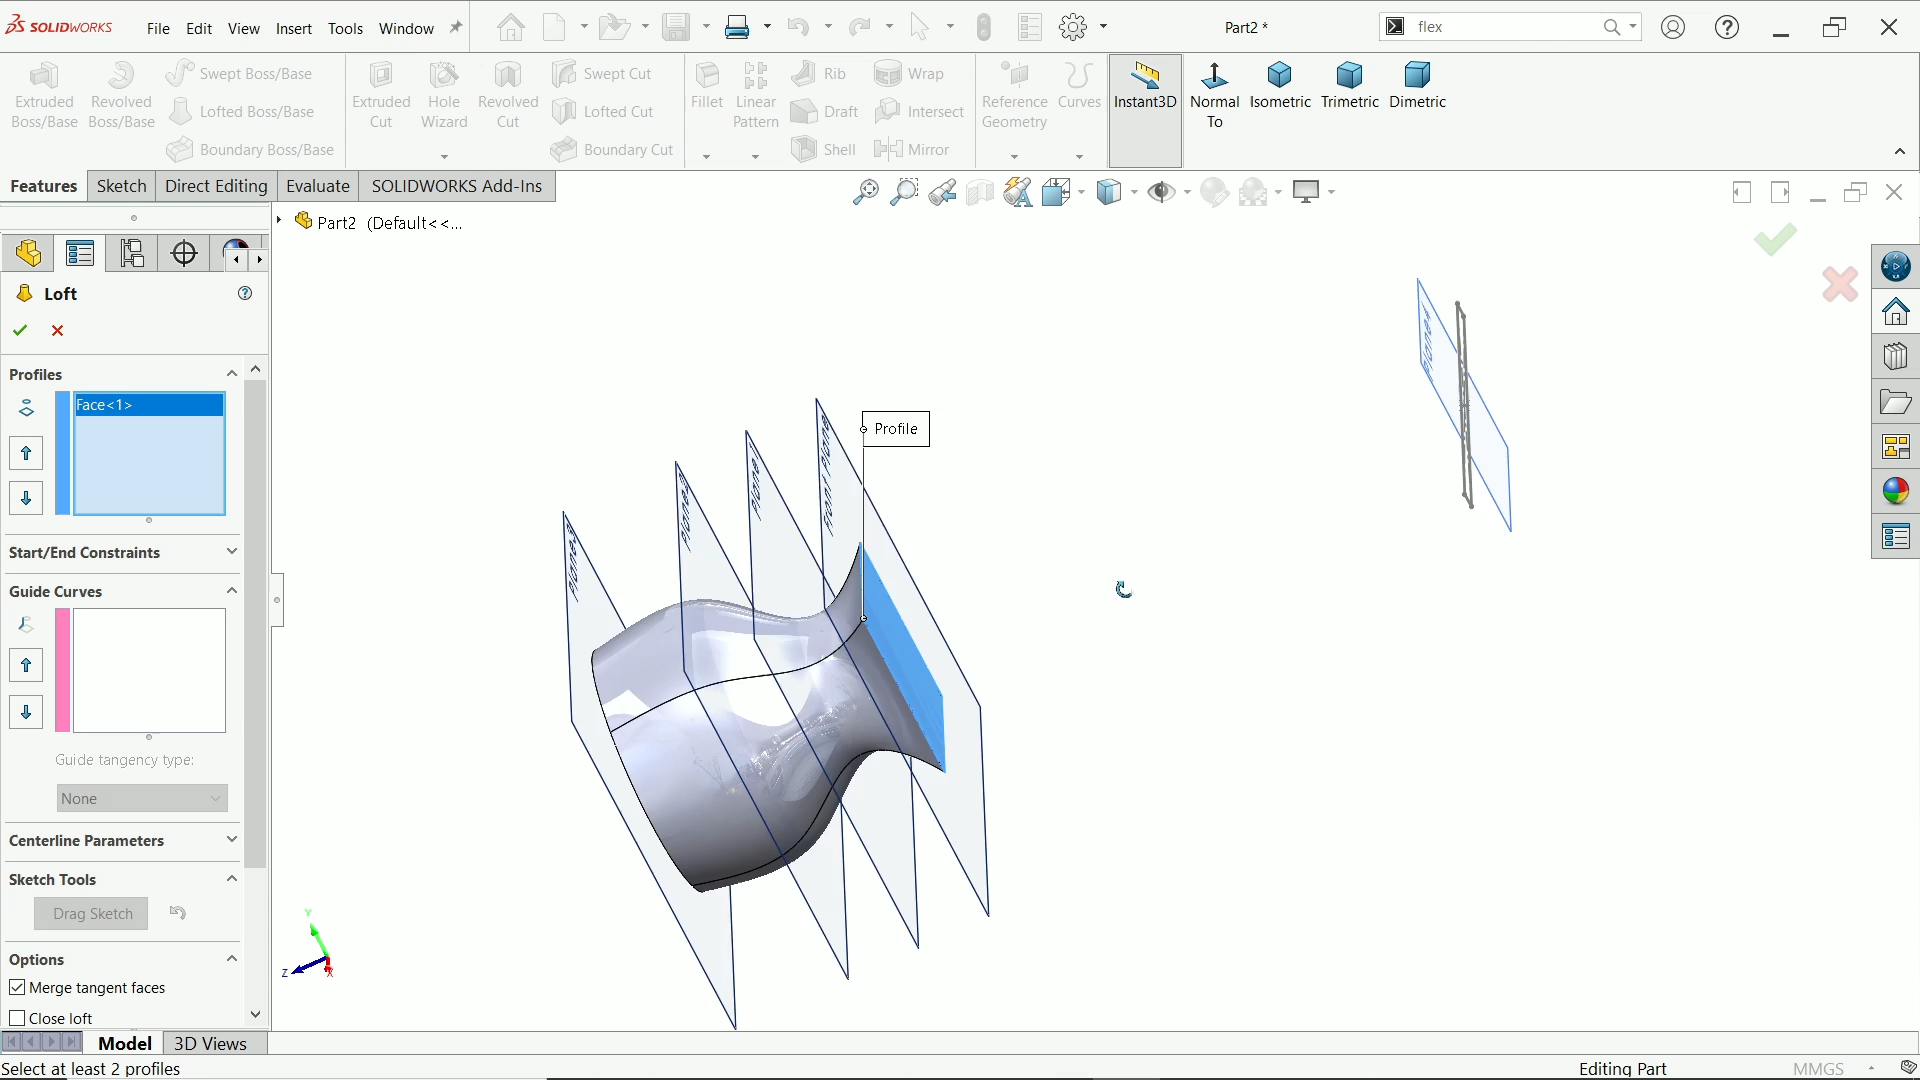 SOLIDWORKS
File Edit View Insert Tools Window
Part2 *
flex
Extruded Boss/Base
Revolved Boss/Base
Swept Boss/Base
Lofted Boss/Base
Boundary Boss/Base
Extruded Cut
Hole Wizard
Revolved Cut
Swept Cut
Lofted Cut
Boundary Cut
Fillet
Linear Pattern
Rib
Draft
Shell
Wrap
Intersect
Mirror
Reference Geometry
Curves
Instant3D
Normal To
Isometric
Trimetric
Dimetric
Features Sketch Direct Editing Evaluate SOLIDWORKS Add-Ins
Part2 (Default<<...
Loft
Profiles
Face<1>
Start/End Constraints
Guide Curves
Guide tangency type:
None
Centerline Parameters
Sketch Tools
Drag Sketch
Options
Merge tangent faces
Close loft
Profile
Front Plane
Y
Z
X
Model 3D Views
Select at least 2 profiles
Editing Part
MMGS